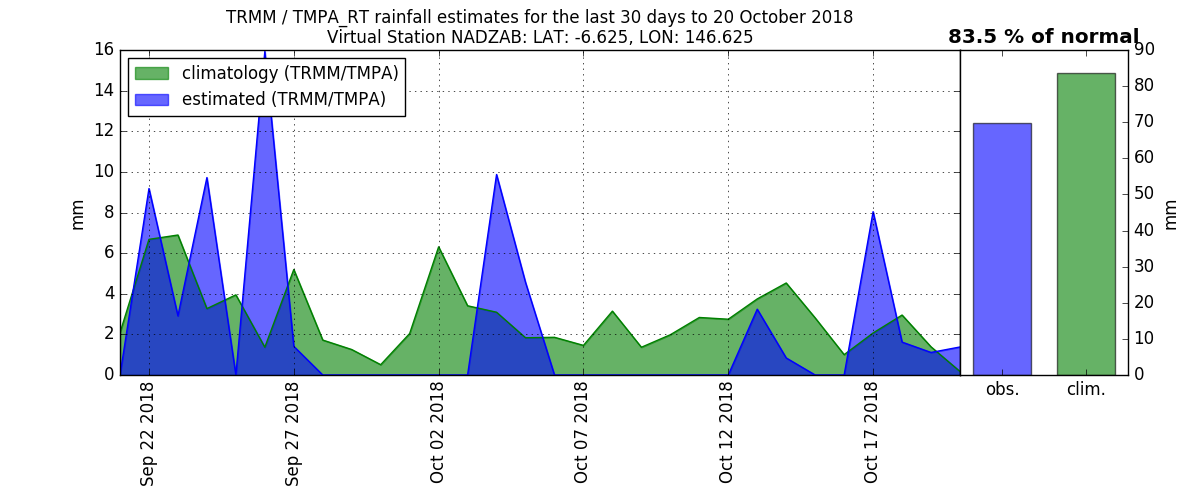 TRMM / TMPA_RT rainfall estimates for the last 30 days to 20 October 2018
Virtual Station NADZAB: LAT: -6.625, LON: 146.625
83.5 % of normal
climatology (TRMM/TMPA)
estimated (TRMM/TMPA)
mm
16
14
12
10
8
6
4
2
0
Sep 22 2018
Sep 27 2018
Oct 02 2018
Oct 07 2018
Oct 12 2018
Oct 17 2018
obs.
clim.
90
80
70
60
50
40
30
20
10
0
mm